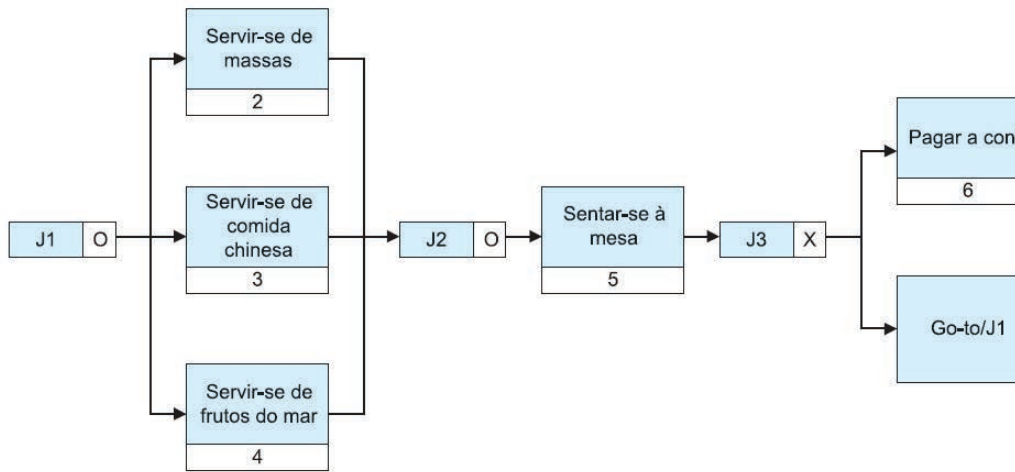 Servir-se de
massas
2
J1 O
Servir-se de
comida
chinesa
3
Servir-se de
frutos do mar
4
J2 O
Sentar-se à
mesa
5
J3 X
Pagar a con
6
Go-to/J1